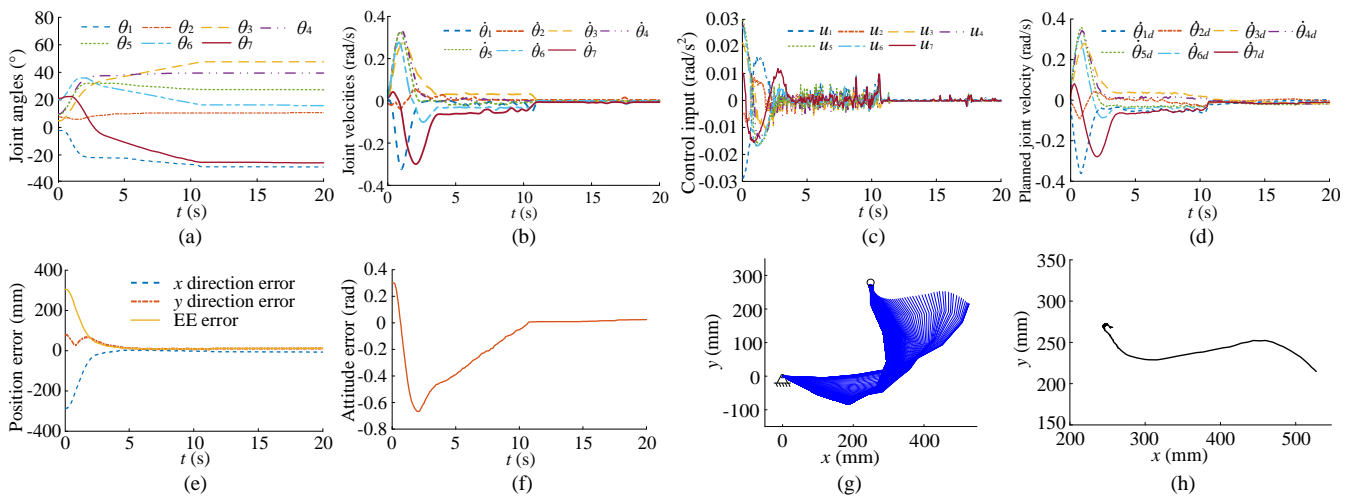 80
60
40
20
0
-20
40
Joint angles (°)
θ1 θ2 θ3 θ4
θ5 θ6 θ7
0 5 10 15 20
t (s)
(a)
0.4
0.2
0
-0.2
-0.4
Joint velocities (rad/s)
θ̇1 θ̇2 θ̇3 θ̇4
θ̇5 θ̇6 θ̇7
0 5 10 15 20
t (s)
(b)
0.03
0.02
0.01
0
-0.01
-0.02
-0.03
Control input (rad/s²)
u1 u2 u3 u4
u5 u6 u7
0 5 10 15 20
t (s)
(c)
0.4
0.2
0
-0.2
-0.4
Planned joint velocity (rad/s)
θ̇1d θ̇2d θ̇3d θ̇4d
θ̇5d θ̇6d θ̇7d
0 5 10 15 20
t (s)
(d)
400
200
0
-200
-400
Position error (mm)
x direction error
y direction error
EE error
0 5 10 15 20
t (s)
(e)
0.4
0.2
0
-0.2
-0.4
-0.6
-0.8
Attitude error (rad)
0 5 10 15 20
t (s)
(f)
300
200
100
0
-100
y (mm)
0 200 400
x (mm)
(g)
350
300
250
200
150
y (mm)
200 300 400 500
x (mm)
(h)